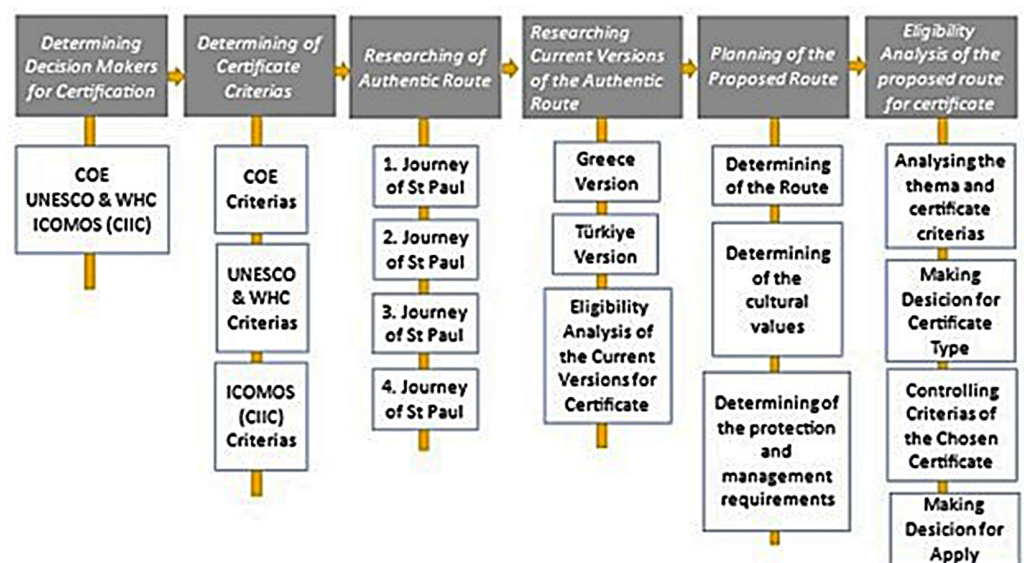 Determining
Decision Makers
for Certification
COE
UNESCO & WHC
ICOMOS (CIIC)
Determining of
Certificate
Criterias
COE
Criterias
UNESCO
& WHC
Criterias
ICOMOS
(CIIC)
Criterias
Researching of
Authentic Route
1. Journey
of St Paul
2. Journey
of St Paul
3. Journey
of St Paul
4. Journey
of St Paul
Researching
Current Versions
of the Authentic
Route
Greece
Version
Türkiye
Version
Eligibility
Analysis of
the Current
Versions for
Certificate
Planning of the
Proposed Route
Determining
of the Route
Determining
of the
cultural
values
Determining of
the protection
and
management
requirements
Eligibility
Analysis of the
proposed route
for certificate
Analysing the
thema and
certificate
criterias
Making
Desicion for
Certificate
Type
Controlling
Criterias of
the Chosen
Certificate
Making
Desicion for
Apply